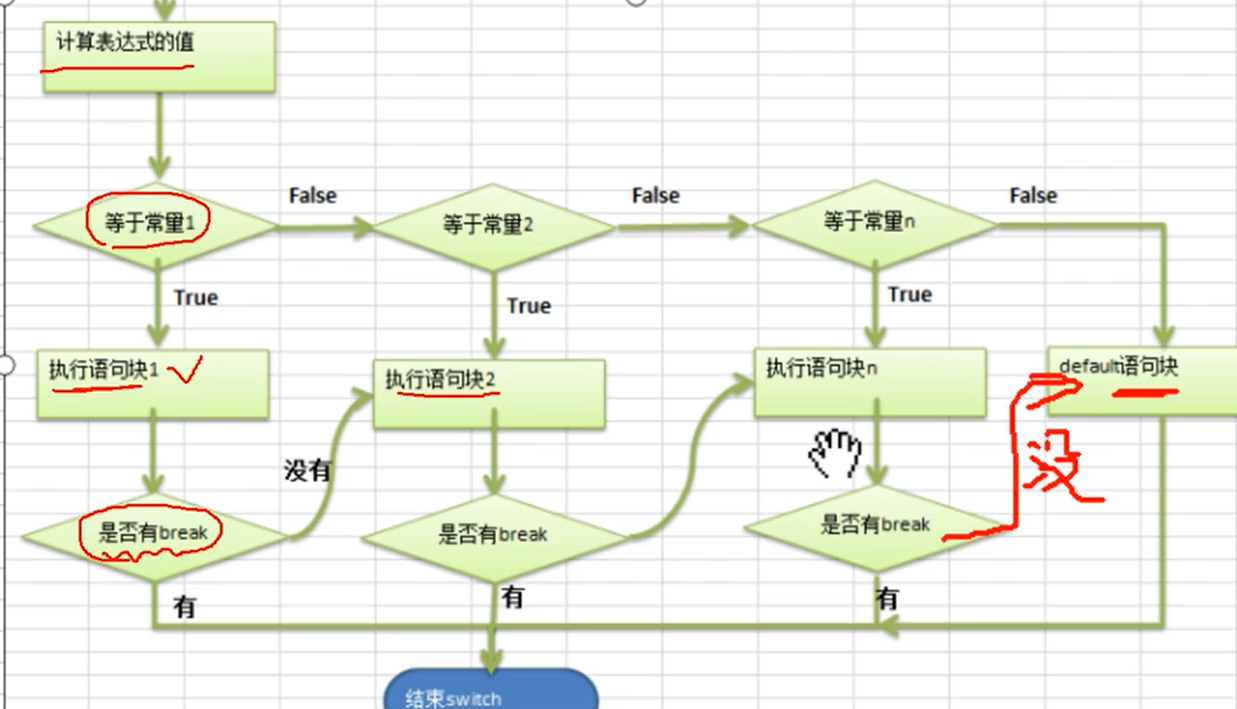 计算表达式的值
等于常量1
False
等于常量2
False
等于常量n
False
True
True
True
执行语句块1
执行语句块2
执行语句块n
default语句块
没有
没
是否有break
是否有break
是否有break
有
有
有
结束switch